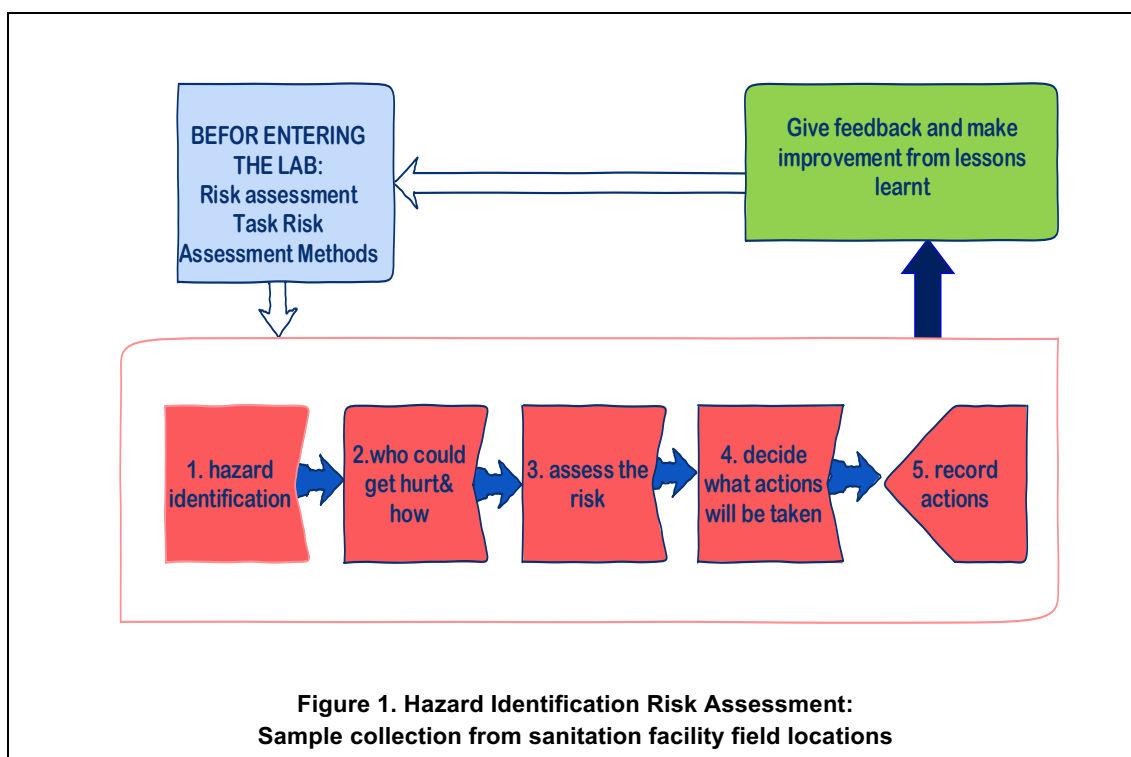 BEFOR ENTERING
THE LAB:
Risk assessment
Task Risk
Assessment Methods
Give feedback and make
improvement from lessons
learnt
1. hazard
identification
2.who could
get hurt&
how
3. assess the
risk
4. decide
what actions
will be taken
5. record
actions
Figure 1. Hazard Identification Risk Assessment:
Sample collection from sanitation facility field locations